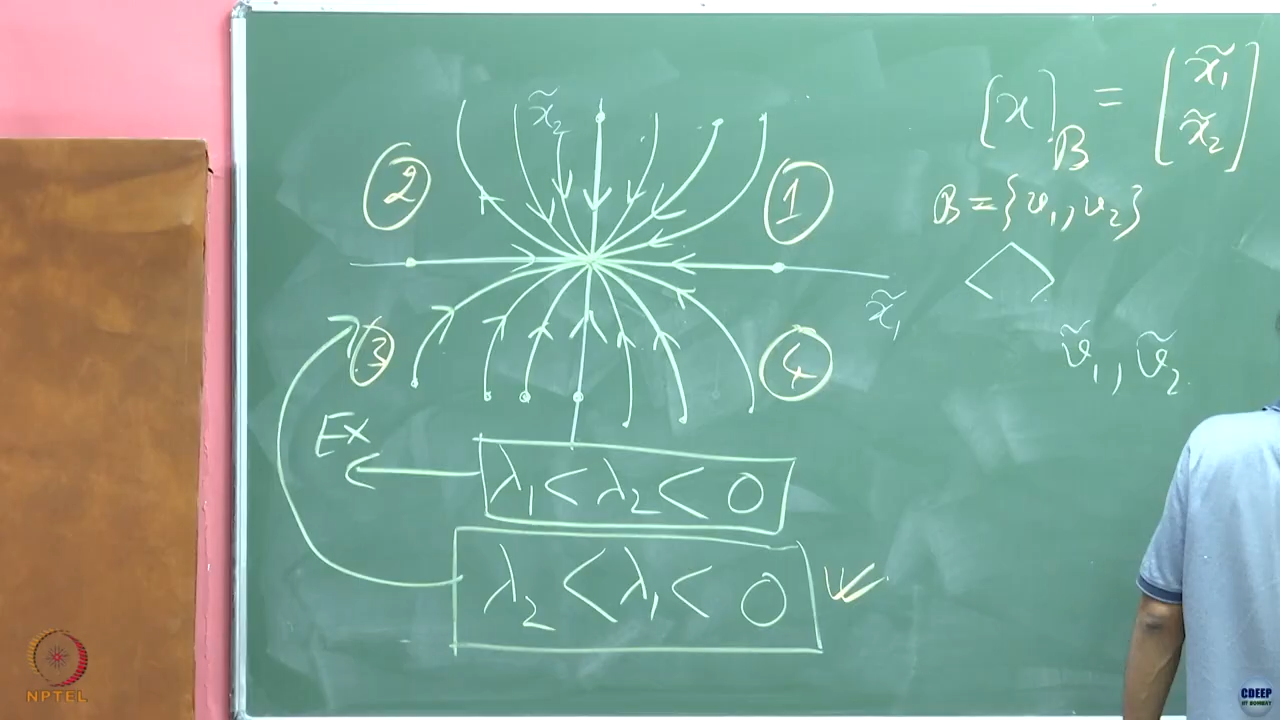 [x]_B = [x̃₁ x̃₂]
B = {v₁, v₂}
x̃₂
②
①
x̃₁
③
④
ṽ₁, ṽ₂
Ex
λ₁ < λ₂ < 0
λ₂ < λ₁ < 0
NPTEL
CDEEP
IIT BOMBAY